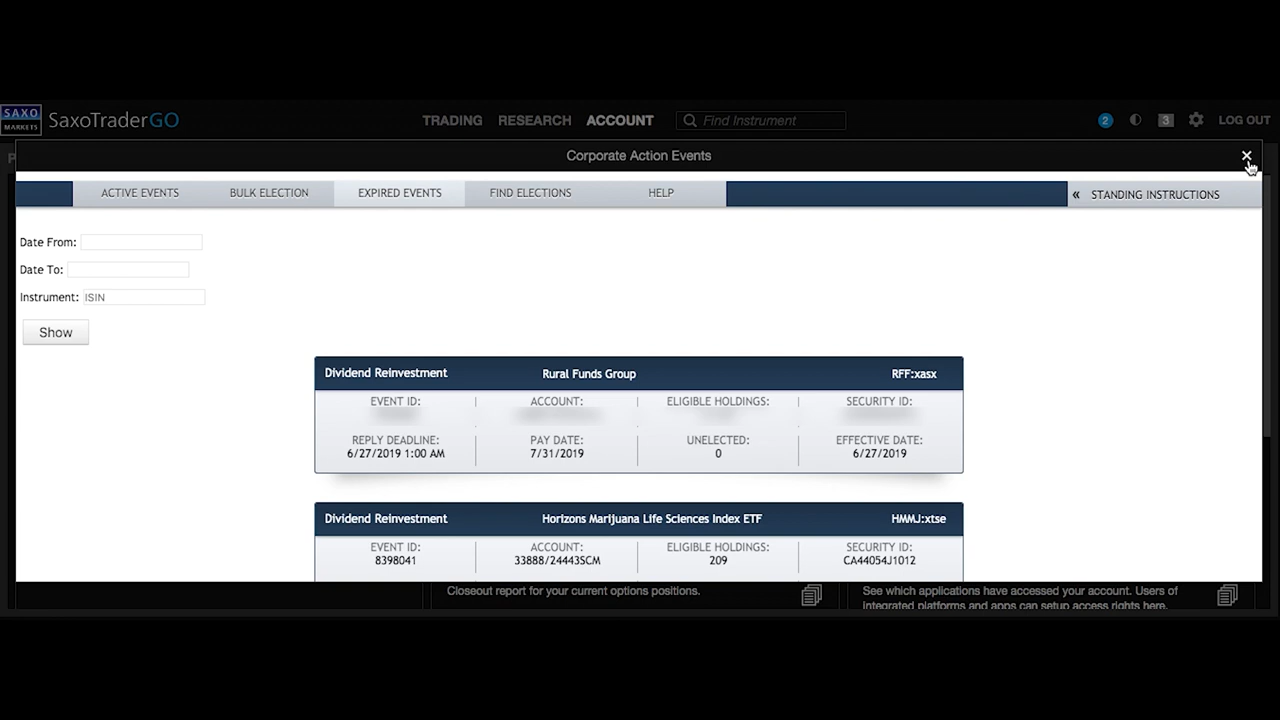 SAXO
MARKETS
SaxoTraderGO
TRADING RESEARCH ACCOUNT
Find Instrument
2
3
LOG OUT
Corporate Action Events
ACTIVE EVENTS BULK ELECTION EXPIRED EVENTS FIND ELECTIONS HELP
« STANDING INSTRUCTIONS
Date From:
Date To:
Instrument: ISIN
Show
Dividend Reinvestment Rural Funds Group RFF:xasx
EVENT ID: ACCOUNT: ELIGIBLE HOLDINGS: SECURITY ID:
REPLY DEADLINE: PAY DATE: UNELECTED: EFFECTIVE DATE:
6/27/2019 1:00 AM 7/31/2019 0 6/27/2019
Dividend Reinvestment Horizons Marijuana Life Sciences Index ETF HMMJ:xtse
EVENT ID: ACCOUNT: ELIGIBLE HOLDINGS: SECURITY ID:
8398041 33888/24443SCM 209 CA44054J1012
Closeout report for your current options positions.
See which applications have accessed your account. Users of
integrated platforms and apps can setup access rights here.